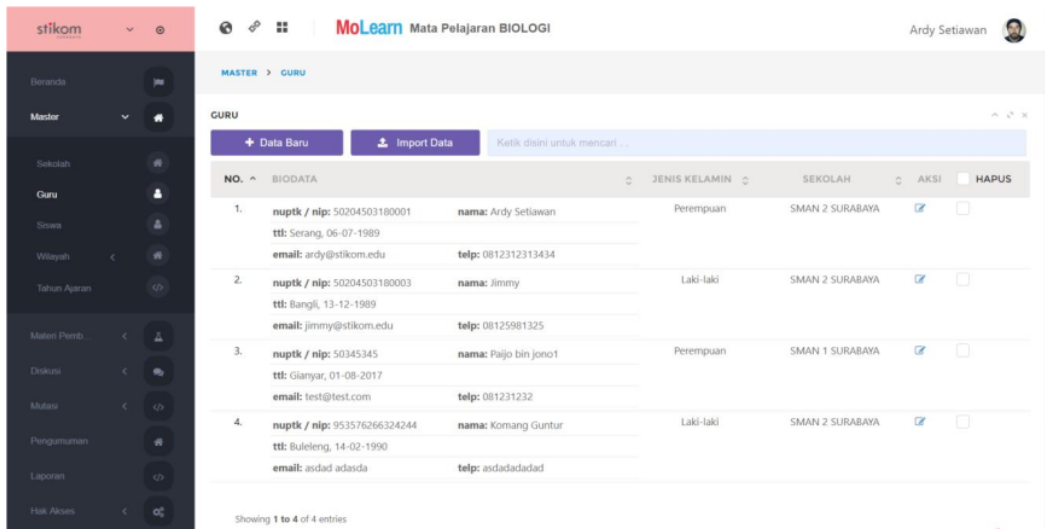 stikom
MoLearn Mata Pelajaran BIOLOGI
Ardy Setiawan
Beranda
Master
Sekolah
Guru
Siswa
Wilayah
Tahun Ajaran
Materi Pemb...
Diskusi
Mutasi
Pengumuman
Laporan
Hak Akses
MASTER > GURU
GURU
+ Data Baru
Import Data
Ketik disini untuk mencari ...
NO. BIODATA JENIS KELAMIN SEKOLAH AKSI HAPUS
1. nuptk / nip: 50204503180001 nama: Ardy Setiawan Perempuan SMAN 2 SURABAYA
ttl: Serang, 06-07-1989
email: ardy@stikom.edu telp: 0812312313434
2. nuptk / nip: 50204503180003 nama: Jimmy Laki-laki SMAN 2 SURABAYA
ttl: Bangli, 13-12-1989
email: jimmy@stikom.edu telp: 08125981325
3. nuptk / nip: 50345345 nama: Paijo bin jono1 Perempuan SMAN 1 SURABAYA
ttl: Gianyar, 01-08-2017
email: test@test.com telp: 081231232
4. nuptk / nip: 953576266324244 nama: Komang Guntur Laki-laki SMAN 2 SURABAYA
ttl: Buleleng, 14-02-1990
email: asdad adasda telp: asdadadadad
Showing 1 to 4 of 4 entries